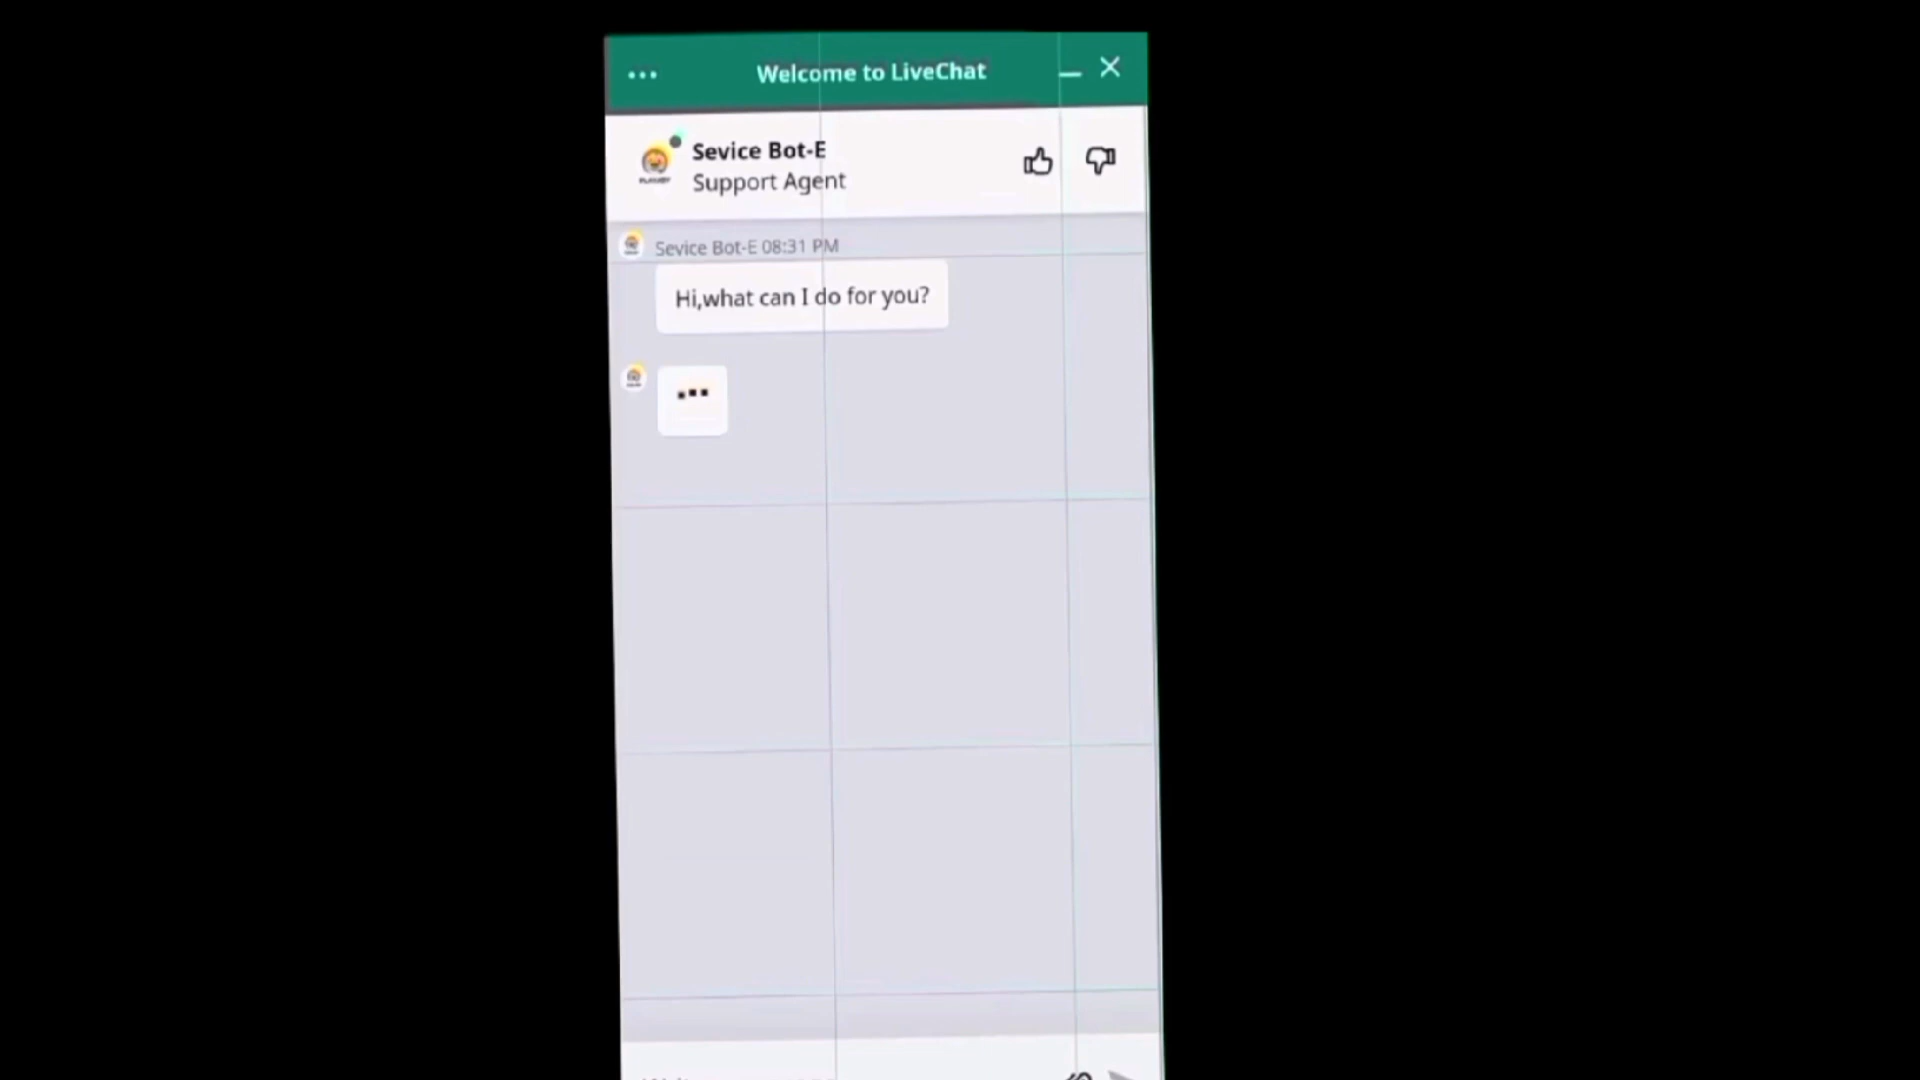 Welcome to LiveChat
Sevice Bot-E
Support Agent
Sevice Bot-E 08:31 PM
Hi,what can I do for you?